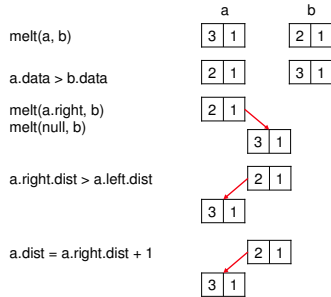 a b
melt(a, b) 3 1 2 1
a.data > b.data 2 1 3 1
melt(a.right, b) 2 1
melt(null, b)
3 1
a.right.dist > a.left.dist 2 1
3 1
a.dist = a.right.dist + 1 2 1
3 1